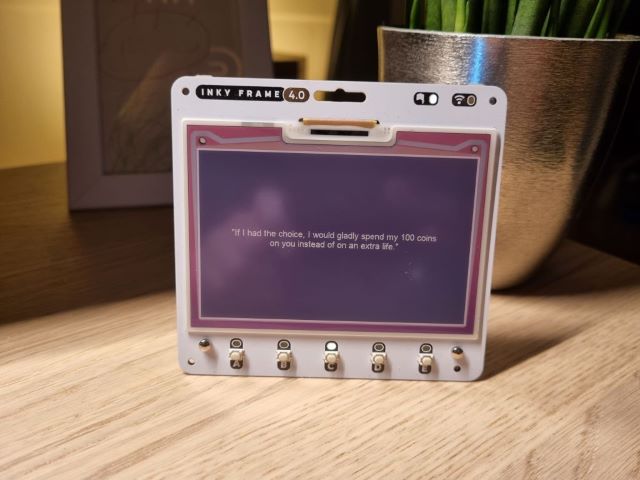 INKY FRAME 4.0
"If I had the choice, I would gladly spend my 100 coins
on you instead of on an extra life."
A B C D E